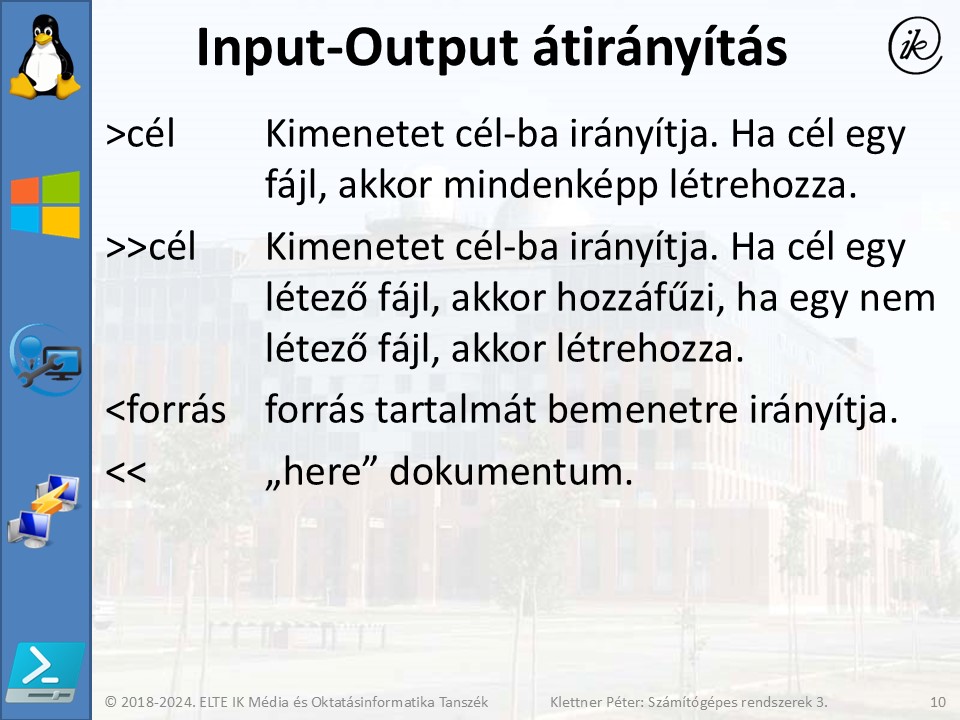 Input-Output átirányítás
ik
>cél Kimenetet cél-ba irányítja. Ha cél egy
fájl, akkor mindenképp létrehozza.
>>cél Kimenetet cél-ba irányítja. Ha cél egy
létező fájl, akkor hozzáfűzi, ha egy nem
létező fájl, akkor létrehozza.
<forrás forrás tartalmát bemenetre irányítja.
<< „here” dokumentum.
© 2018-2024. ELTE IK Média és Oktatásinformatika Tanszék Klettner Péter: Számítógépes rendszerek 3. 10